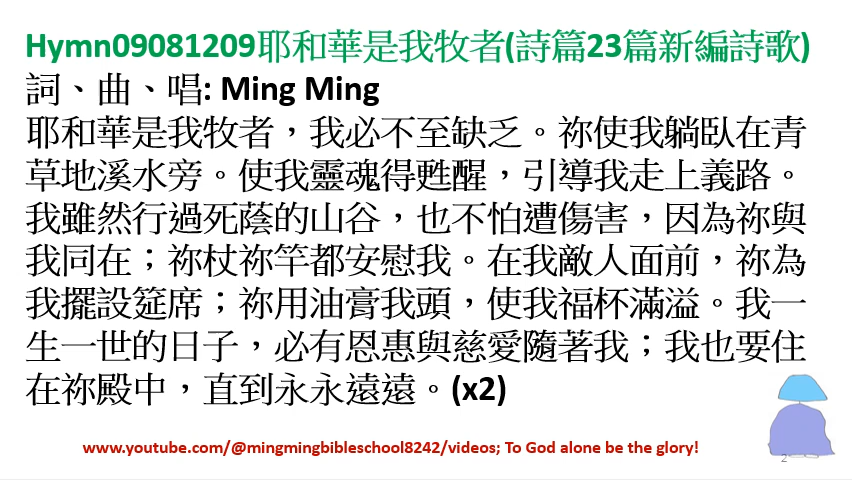 Hymn09081209耶和華是我牧者(詩篇23篇新編詩歌)
詞、曲、唱: Ming Ming
耶和華是我牧者，我必不至缺乏。祢使我躺臥在青
草地溪水旁。使我靈魂得甦醒，引導我走上義路。
我雖然行過死蔭的山谷，也不怕遭傷害，因為祢與
我同在；祢杖祢竿都安慰我。在我敵人面前，祢為
我擺設筵席；祢用油膏我頭，使我福杯滿溢。我一
生一世的日子，必有恩惠與慈愛隨著我；我也要住
在祢殿中，直到永永遠遠。(x2)
www.youtube.com/@mingmingbibleschool8242/videos; To God alone be the glory!
2